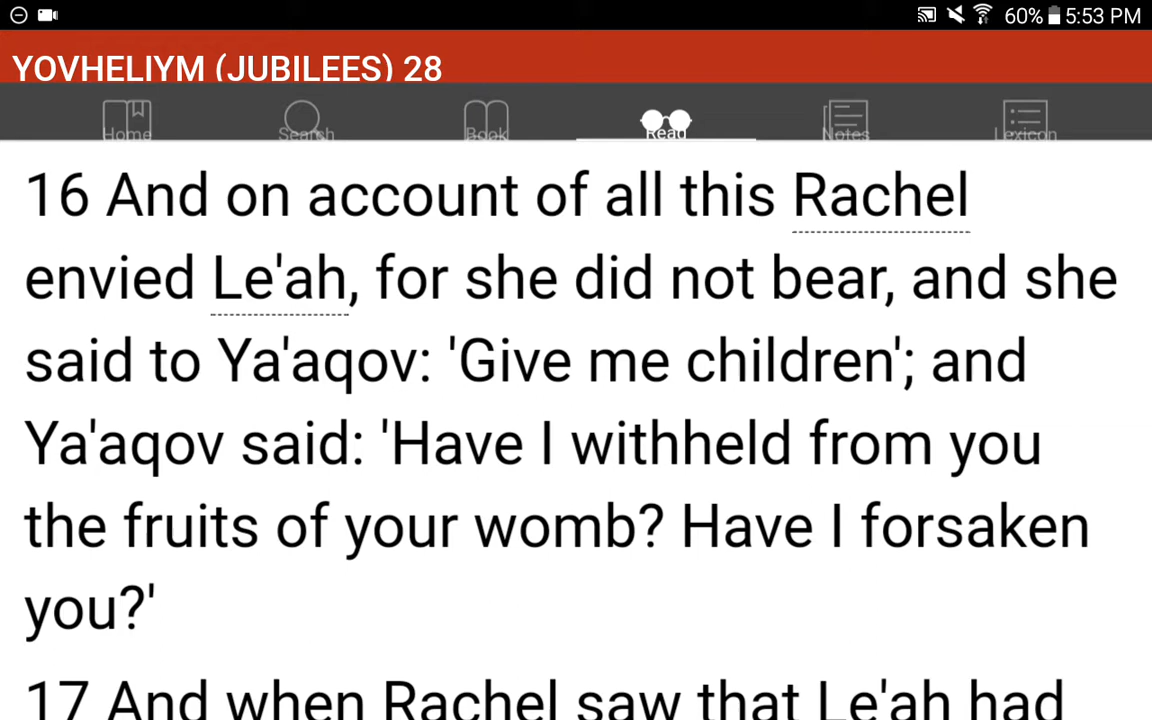 60% 5:53 PM
YOVHELIYM (JUBILEES) 28
Home Search Book Read Notes Lexicon
16 And on account of all this Rachel
envied Le'ah, for she did not bear, and she
said to Ya'aqov: 'Give me children'; and
Ya'aqov said: 'Have I withheld from you
the fruits of your womb? Have I forsaken
you?'
17 And when Rachel saw that Le'ah had